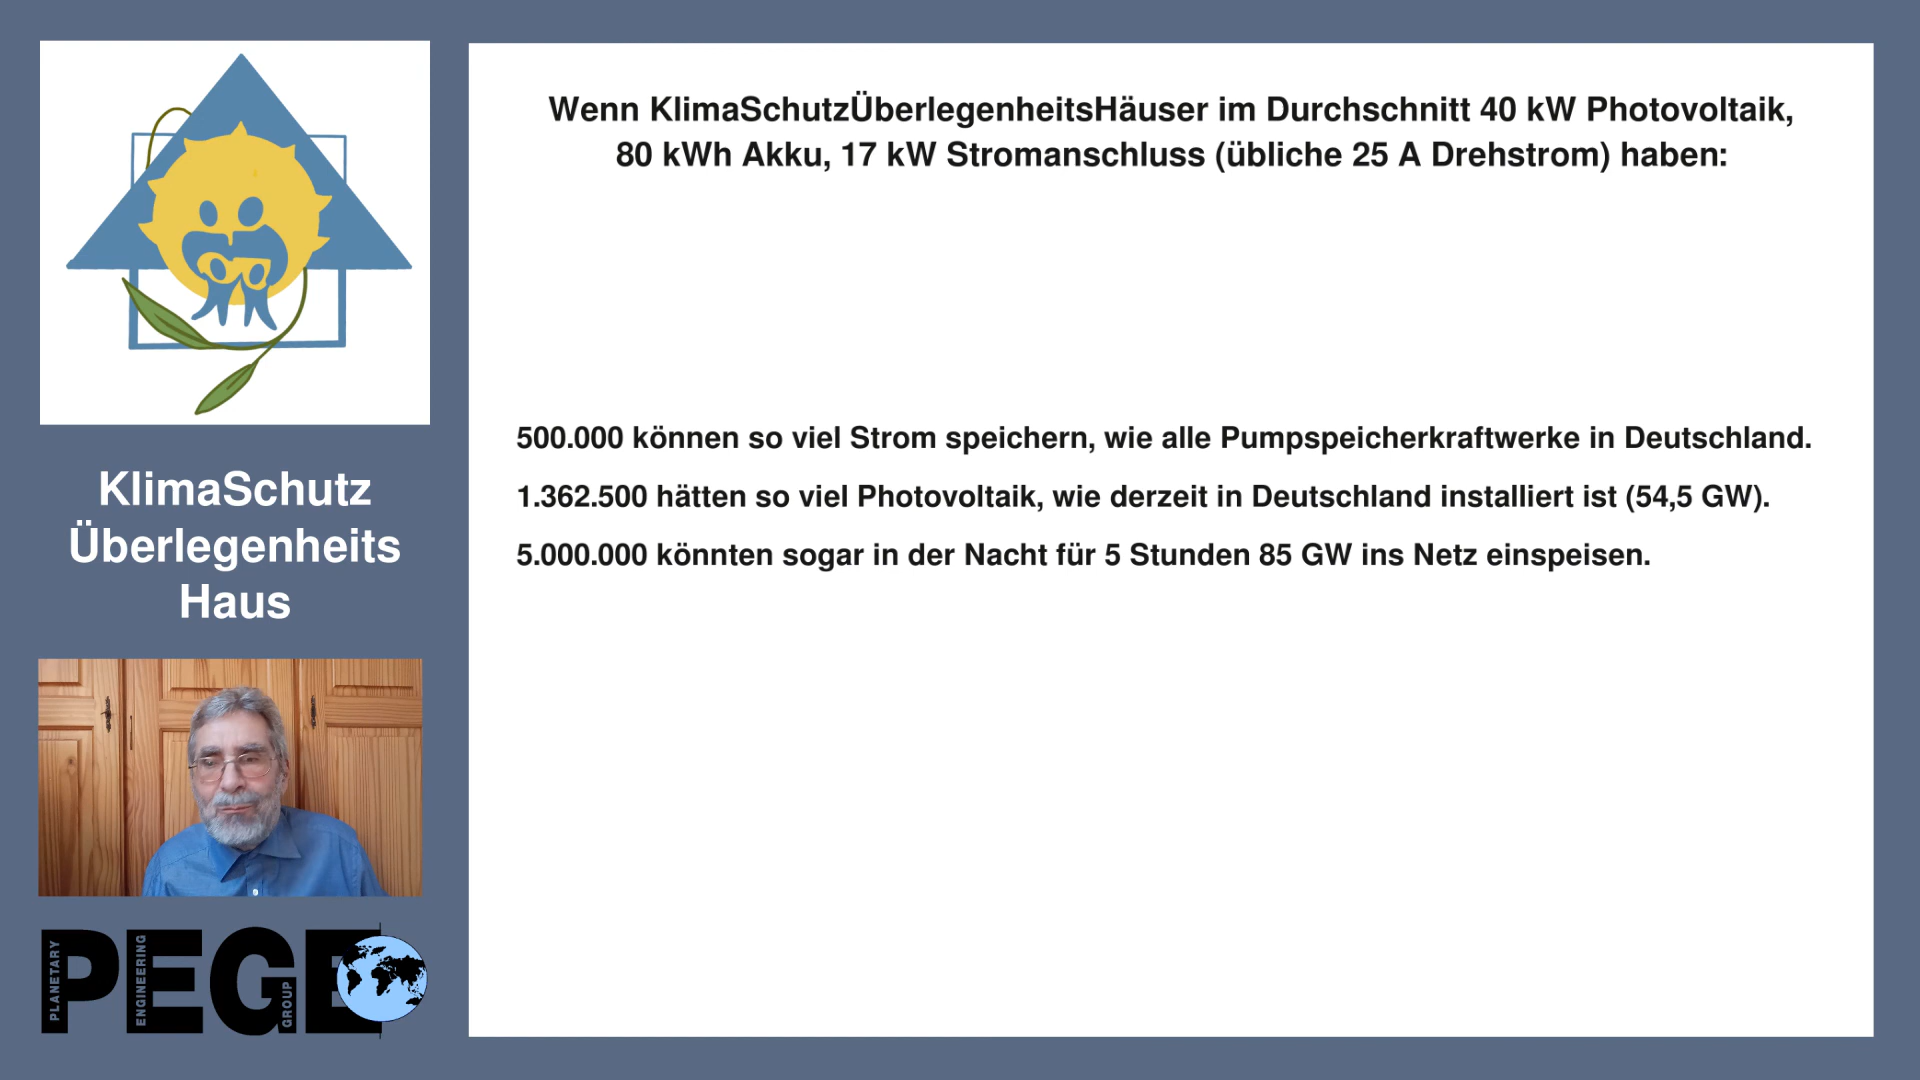 KlimaSchutz
Überlegenheits
Haus
PLANETARY
ENGINEERING
GROUP
PEGE
Wenn KlimaSchutzÜberlegenheitsHäuser im Durchschnitt 40 kW Photovoltaik,
80 kWh Akku, 17 kW Stromanschluss (übliche 25 A Drehstrom) haben:
500.000 können so viel Strom speichern, wie alle Pumpspeicherkraftwerke in Deutschland.
1.362.500 hätten so viel Photovoltaik, wie derzeit in Deutschland installiert ist (54,5 GW).
5.000.000 könnten sogar in der Nacht für 5 Stunden 85 GW ins Netz einspeisen.